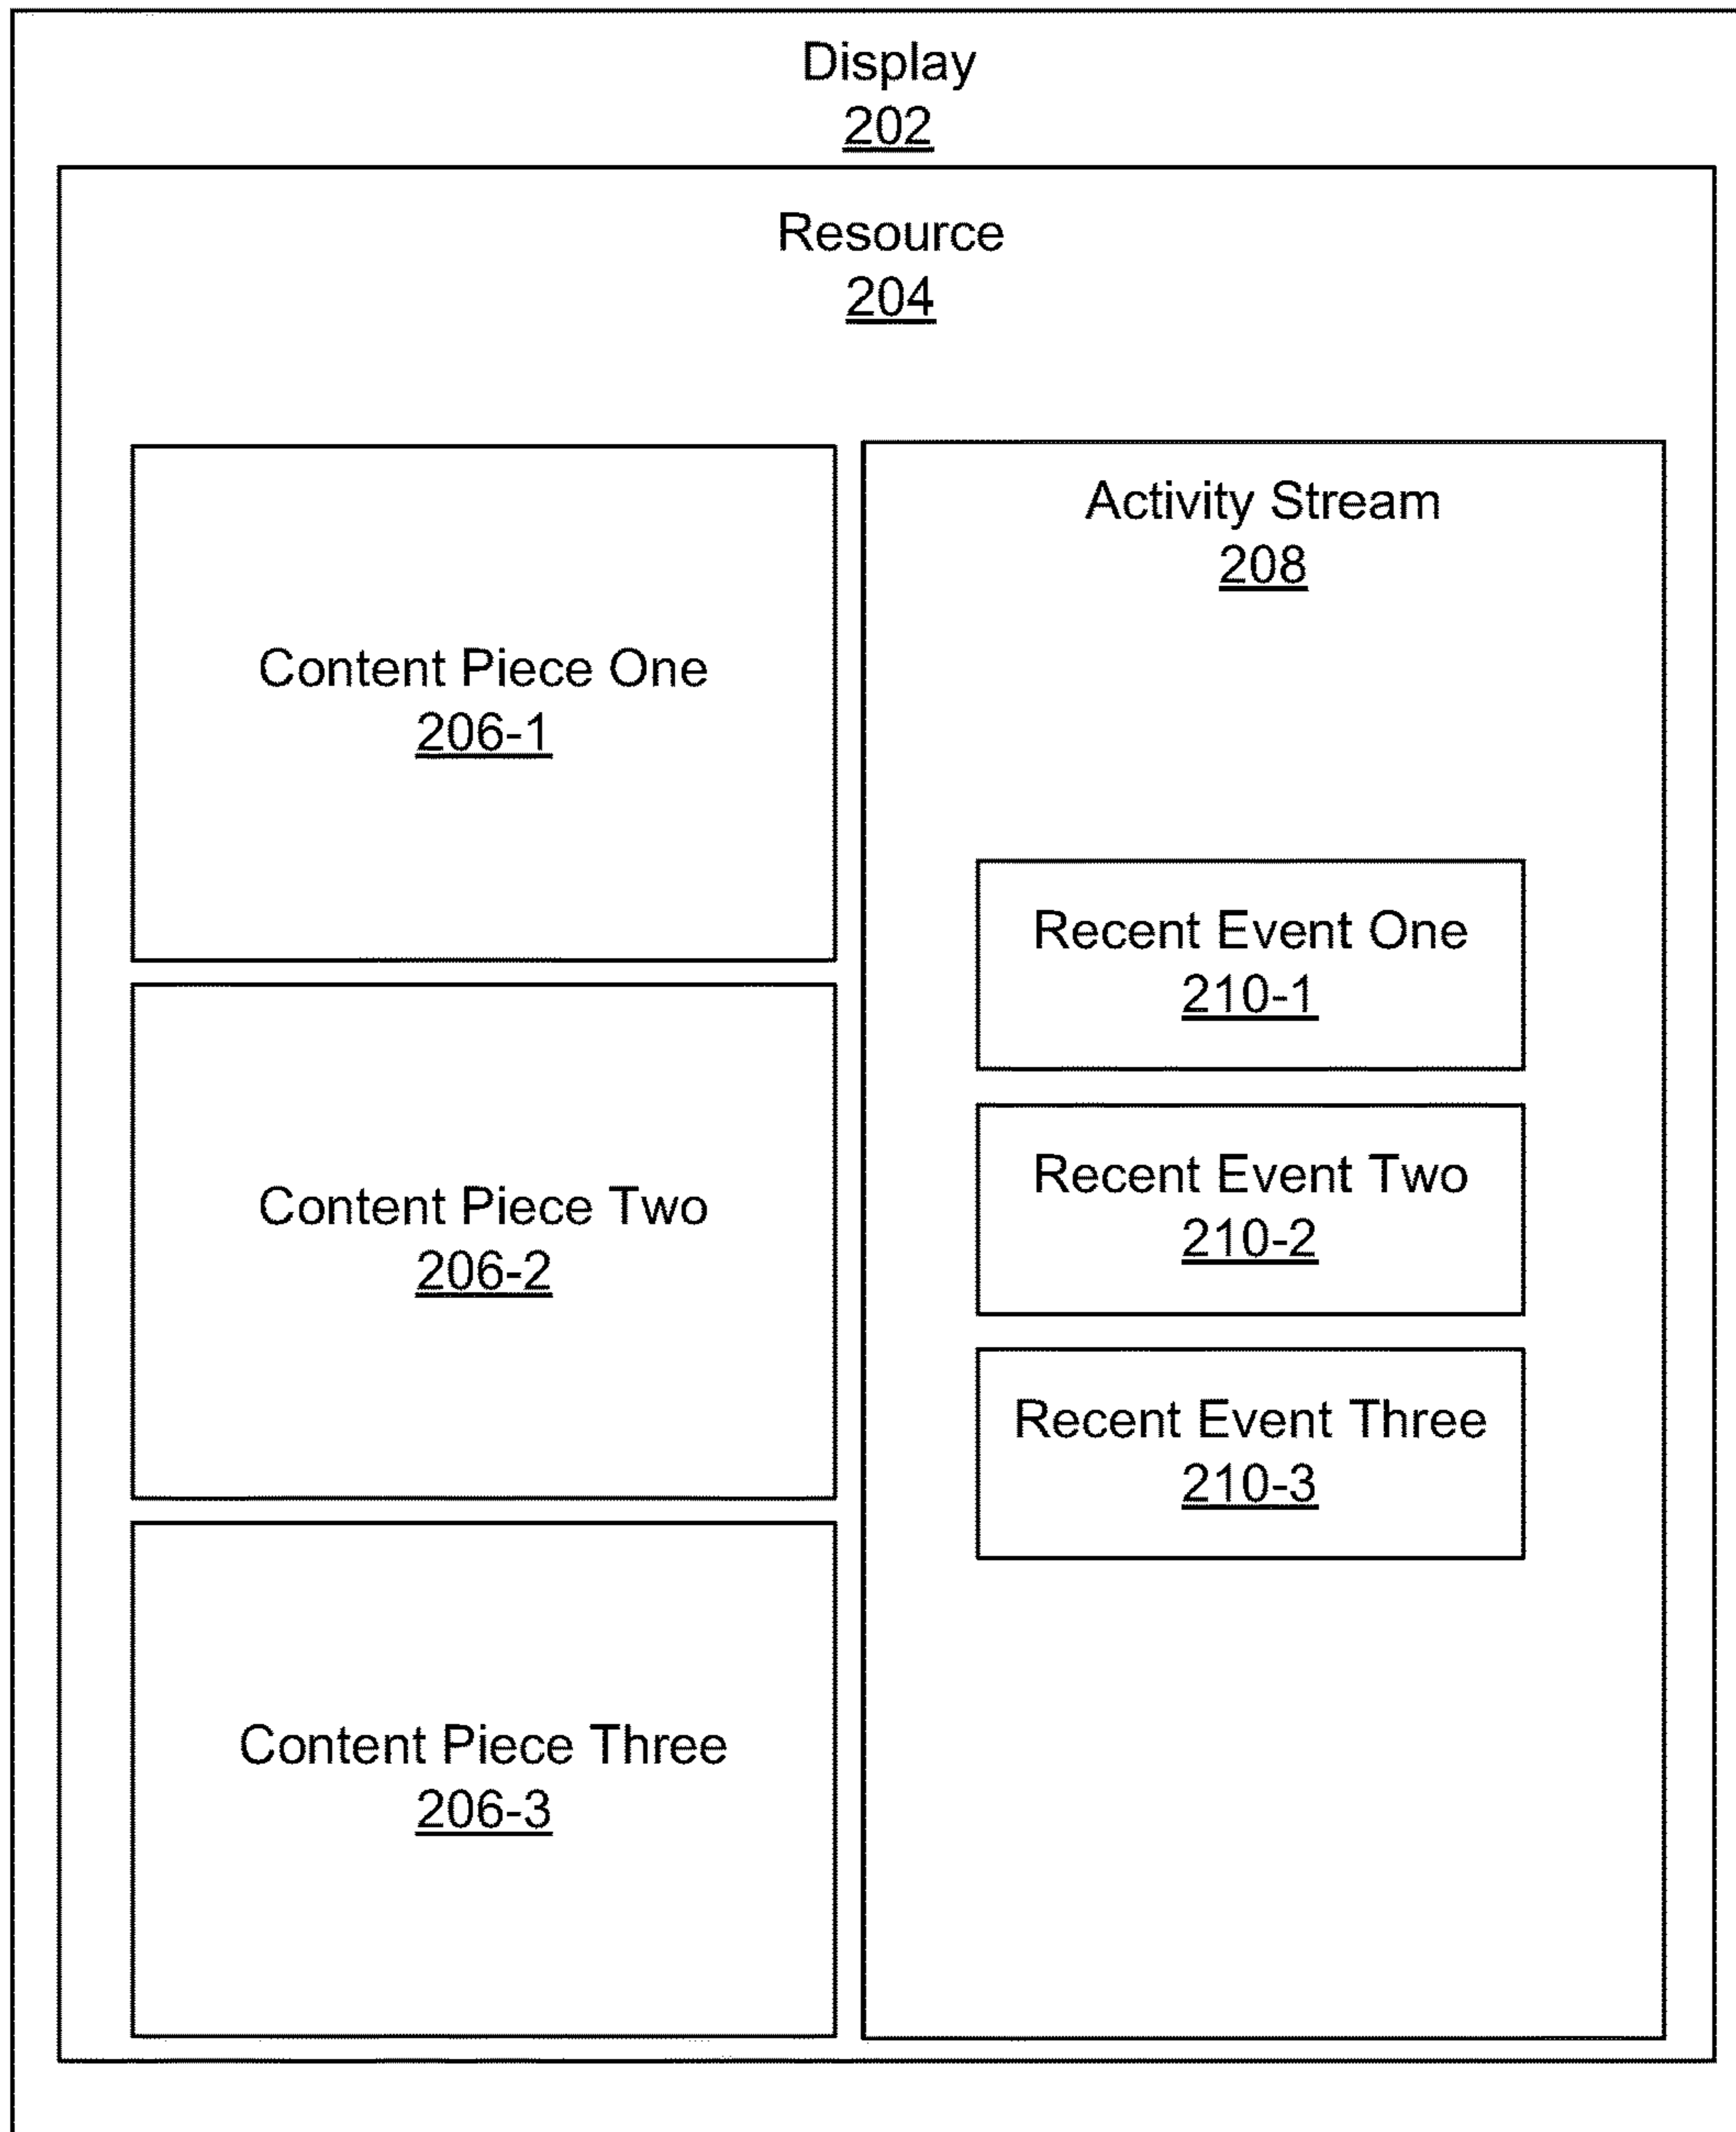 Display
202
Resource
204
Content Piece One
206-1
Content Piece Two
206-2
Content Piece Three
206-3
Activity Stream
208
Recent Event One
210-1
Recent Event Two
210-2
Recent Event Three
210-3